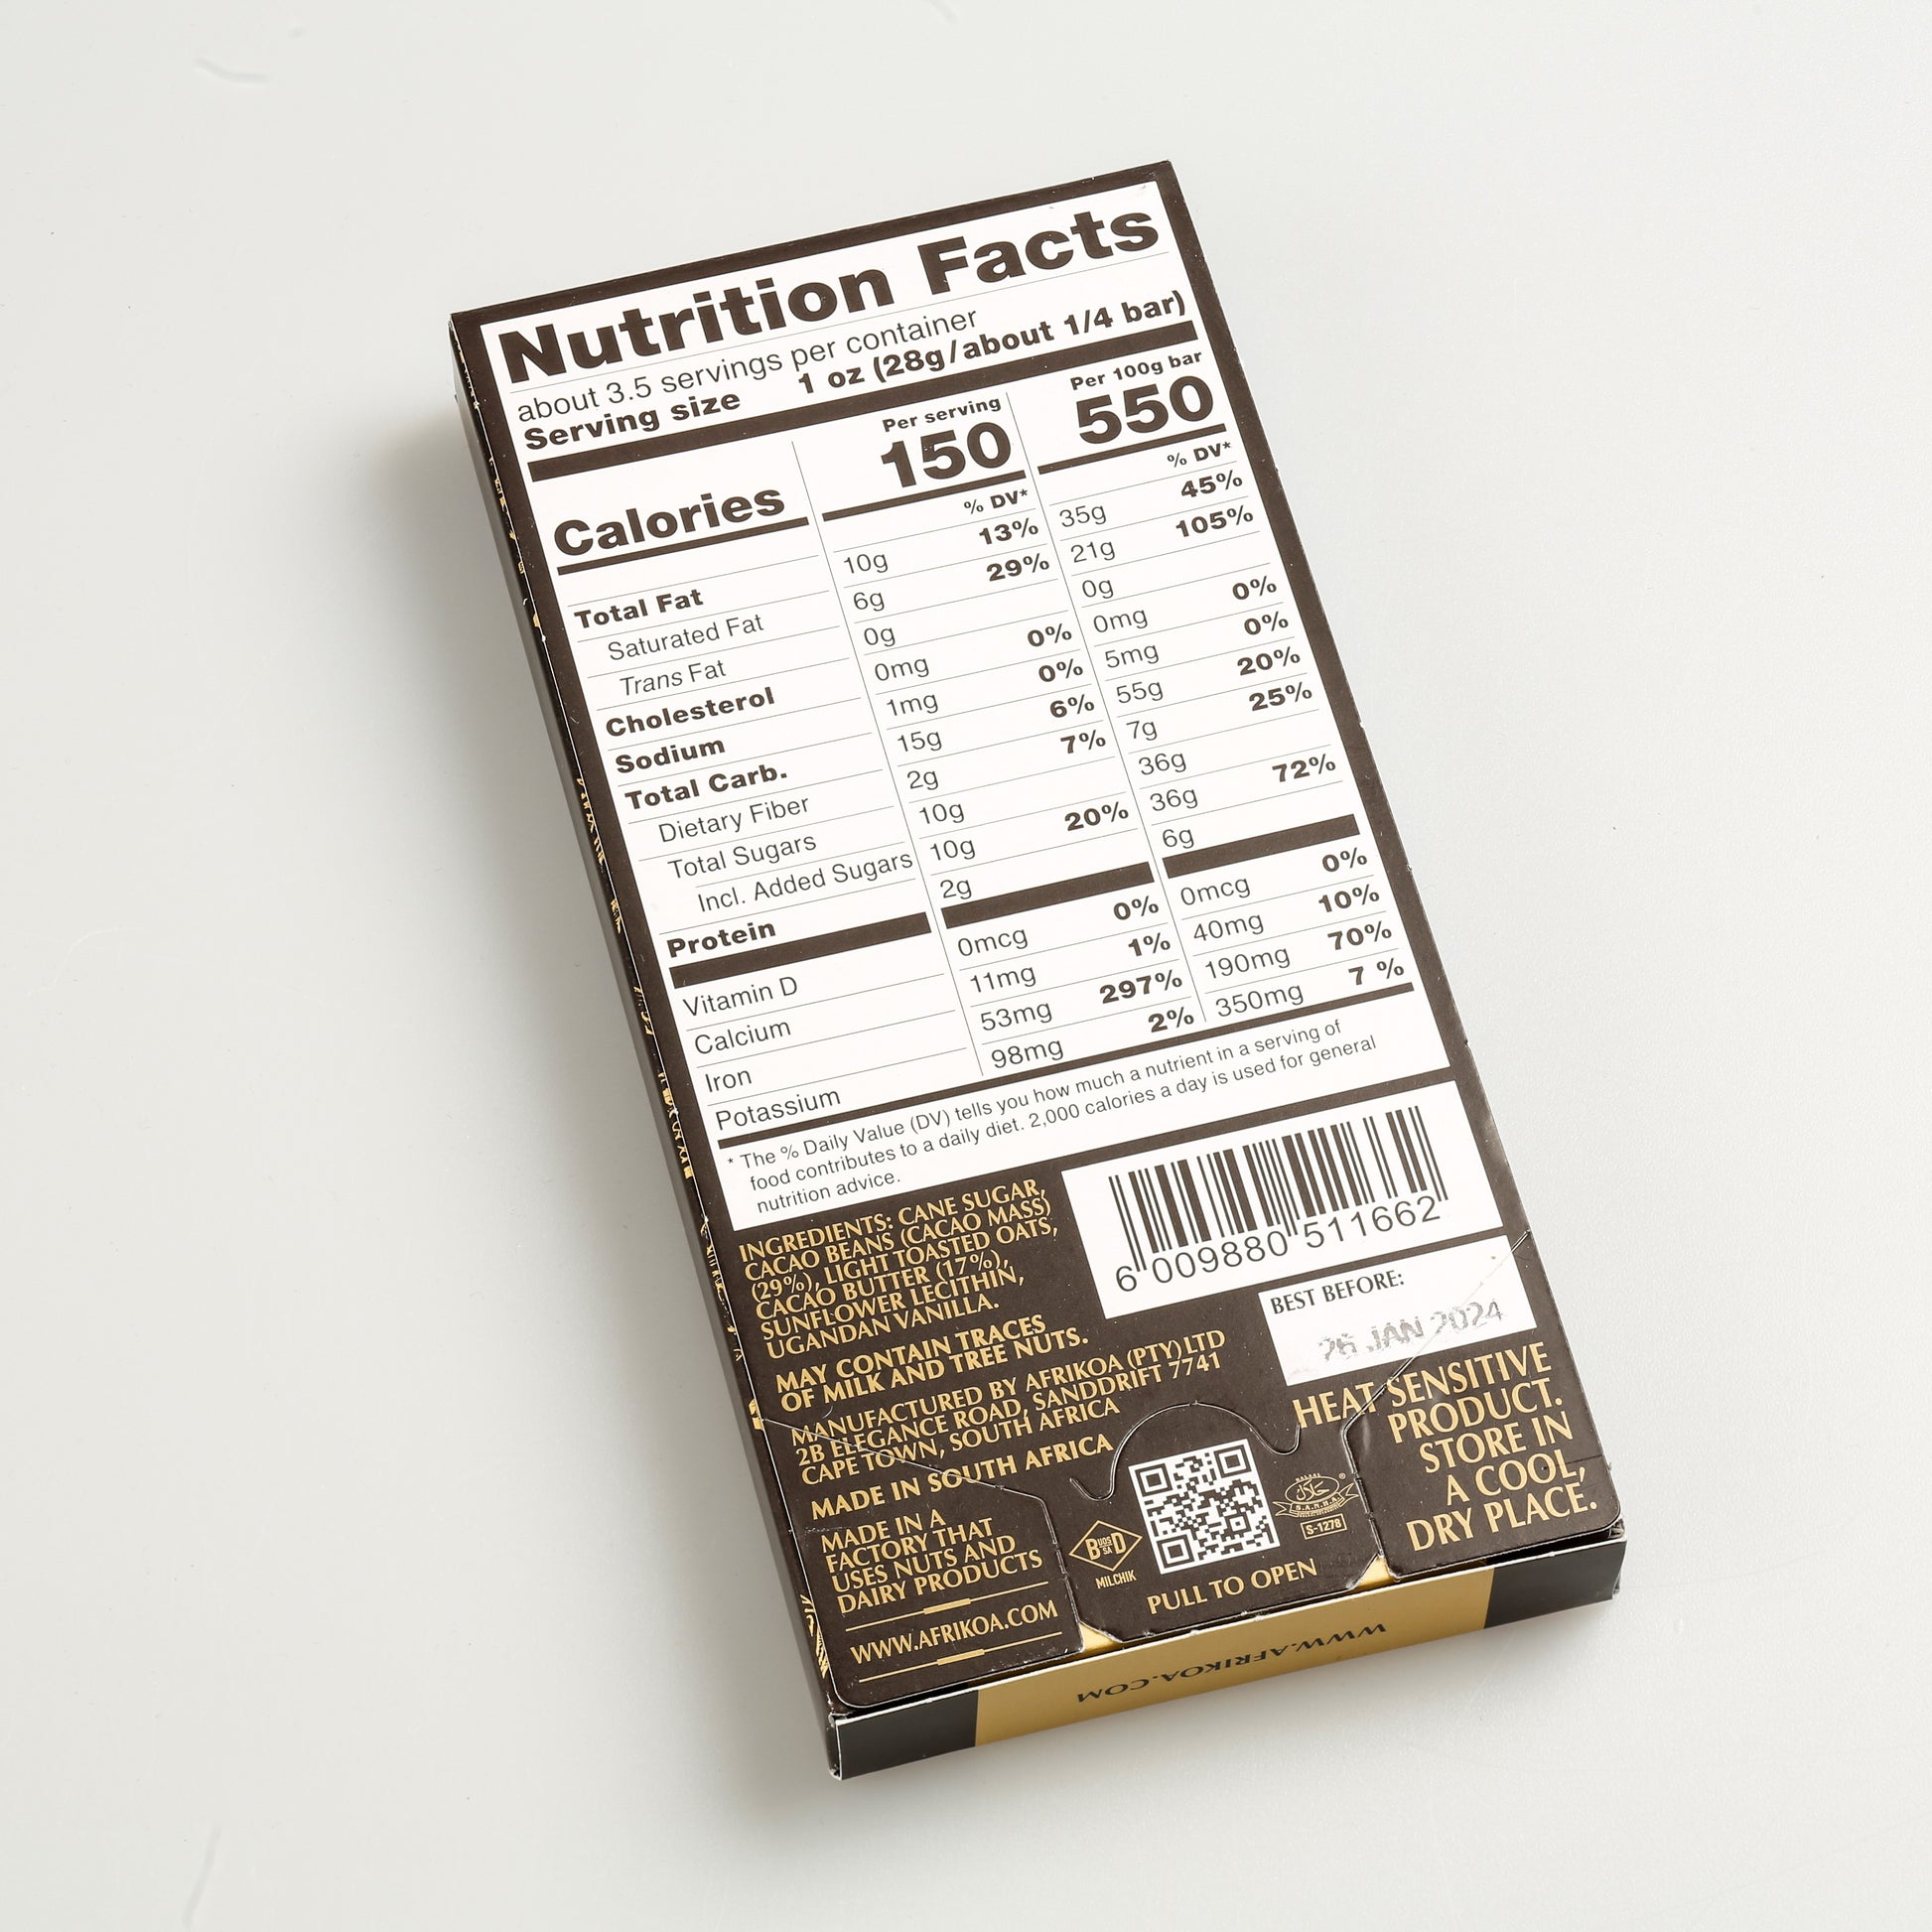 Nutrition Facts
about 3.5 servings per container
Serving size 1 oz (28g/about 1/4 bar)
Per serving Per 100g bar
Calories 150 550
% DV* % DV*
Total Fat 10g 13% 35g 45%
Saturated Fat 6g 29% 21g 105%
Trans Fat 0g 0g
Cholesterol 0mg 0% 0mg 0%
Sodium 1mg 0% 5mg 0%
Total Carb. 15g 6% 55g 20%
Dietary Fiber 2g 7% 7g 25%
Total Sugars 10g 36g
Incl. Added Sugars 10g 20% 36g 72%
Protein 2g 6g
Vitamin D 0mcg 0% 0mcg 0%
Calcium 11mg 1% 40mg 10%
Iron 53mg 297% 190mg 70%
Potassium 98mg 2% 350mg 7 %
* The % Daily Value (DV) tells you how much a nutrient in a serving of
food contributes to a daily diet. 2,000 calories a day is used for general
nutrition advice.
INGREDIENTS: CANE SUGAR,
CACAO BEANS (CACAO MASS)
(29%), LIGHT TOASTED OATS,
CACAO BUTTER (17%),
SUNFLOWER LECITHIN,
UGANDAN VANILLA.
MAY CONTAIN TRACES
OF MILK AND TREE NUTS.
MANUFACTURED BY AFRIKOA (PTY) LTD
2B ELEGANCE ROAD, SANDDRIFT 7741
CAPE TOWN, SOUTH AFRICA
MADE IN SOUTH AFRICA
MADE IN A
FACTORY THAT
USES NUTS AND
DAIRY PRODUCTS
WWW.AFRIKOA.COM
6 009880 511662
BEST BEFORE:
26 JAN 2024
HEAT SENSITIVE
PRODUCT.
STORE IN
A COOL,
DRY PLACE.
B UOS SA D
MILCHIK
حلال
S.A.N.H.A.
S-1278
PULL TO OPEN
WWW.AFRIKOA.COM